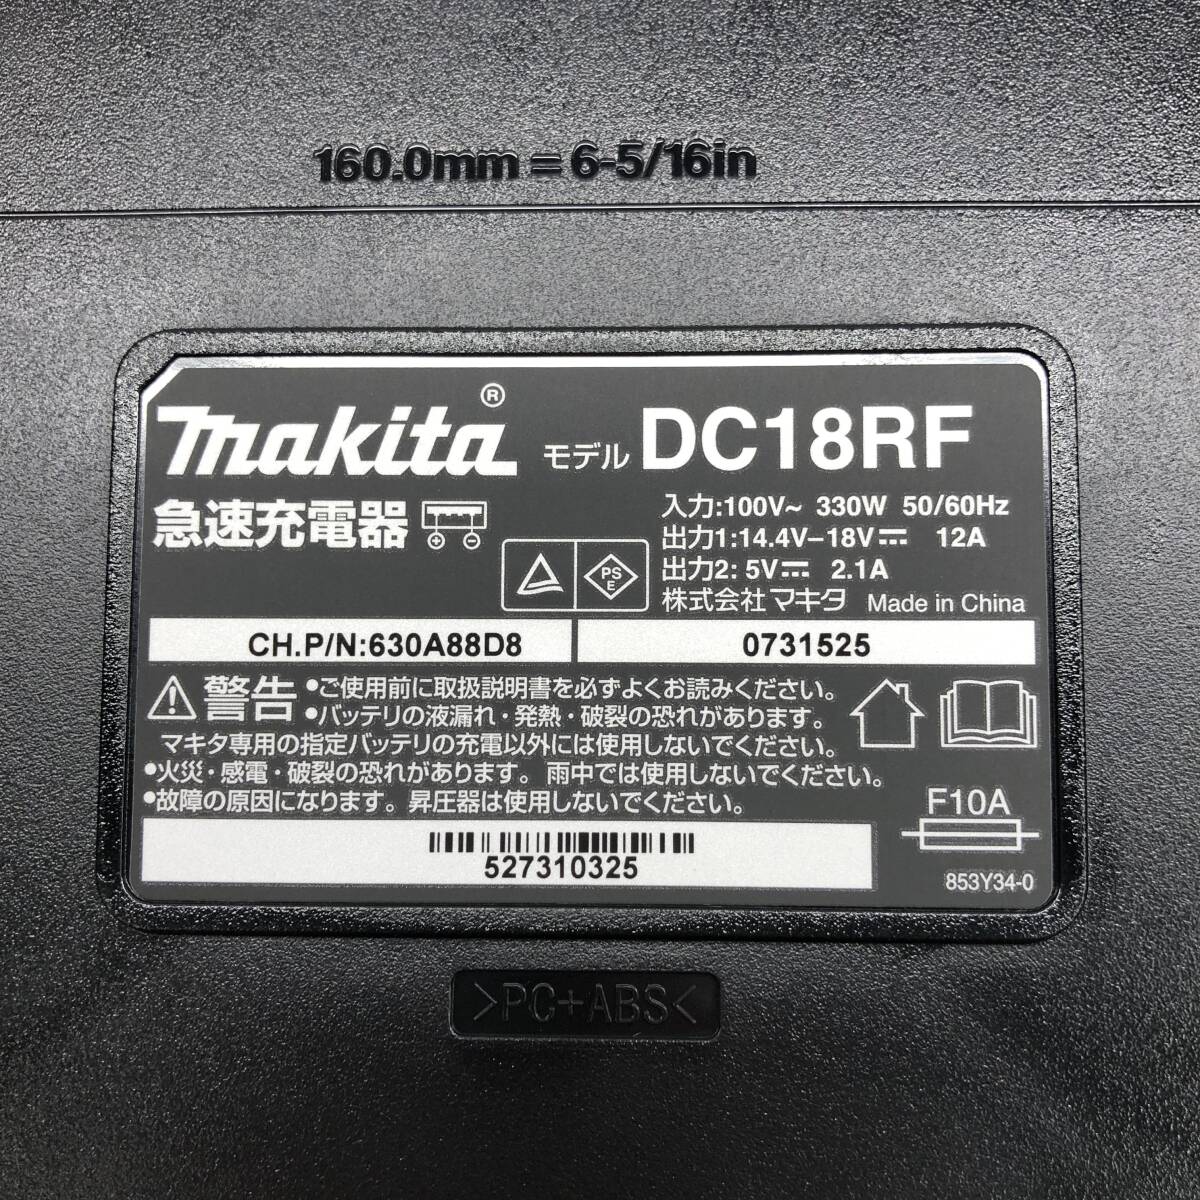 160.0mm=6-5/16in
makita® モデル DC18RF
急速充電器
入力:100V~ 330W 50/60Hz
出力1:14.4V–18V⎓ 12A
出力2: 5V⎓ 2.1A
PS
E
株式会社マキタ Made in China
CH.P/N:630A88D8 0731525
⚠警告 •ご使用前に取扱説明書を必ずよくお読みください。
•バッテリの液漏れ・発熱・破裂の恐れがあります。
マキタ専用の指定バッテリの充電以外には使用しないでください。
•火災・感電・破裂の恐れがあります。雨中では使用しないでください。
•故障の原因になります。昇圧器は使用しないでください。
F10A
527310325
853Y34-0
>PC+ABS<